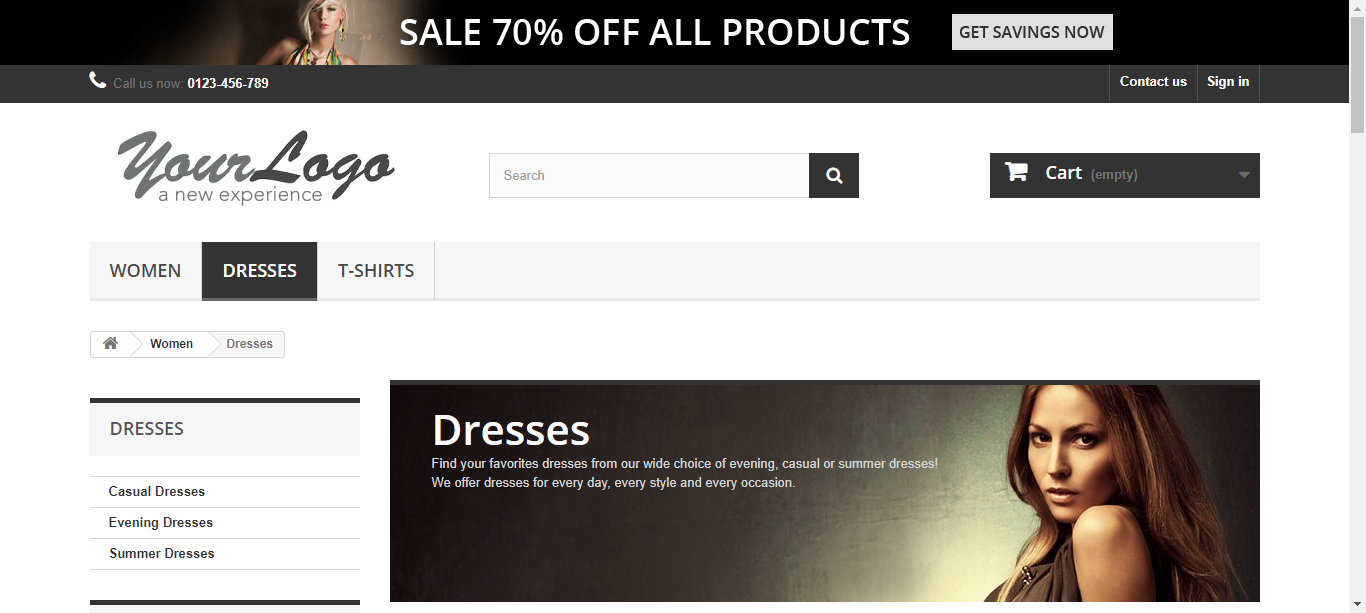 SALE 70% OFF ALL PRODUCTS GET SAVINGS NOW
Call us now: 0123-456-789 Contact us Sign in
YourLogo
a new experience
Search
Cart (empty)
WOMEN DRESSES T-SHIRTS
Women Dresses
DRESSES
Casual Dresses
Evening Dresses
Summer Dresses
Dresses
Find your favorites dresses from our wide choice of evening, casual or summer dresses!
We offer dresses for every day, every style and every occasion.